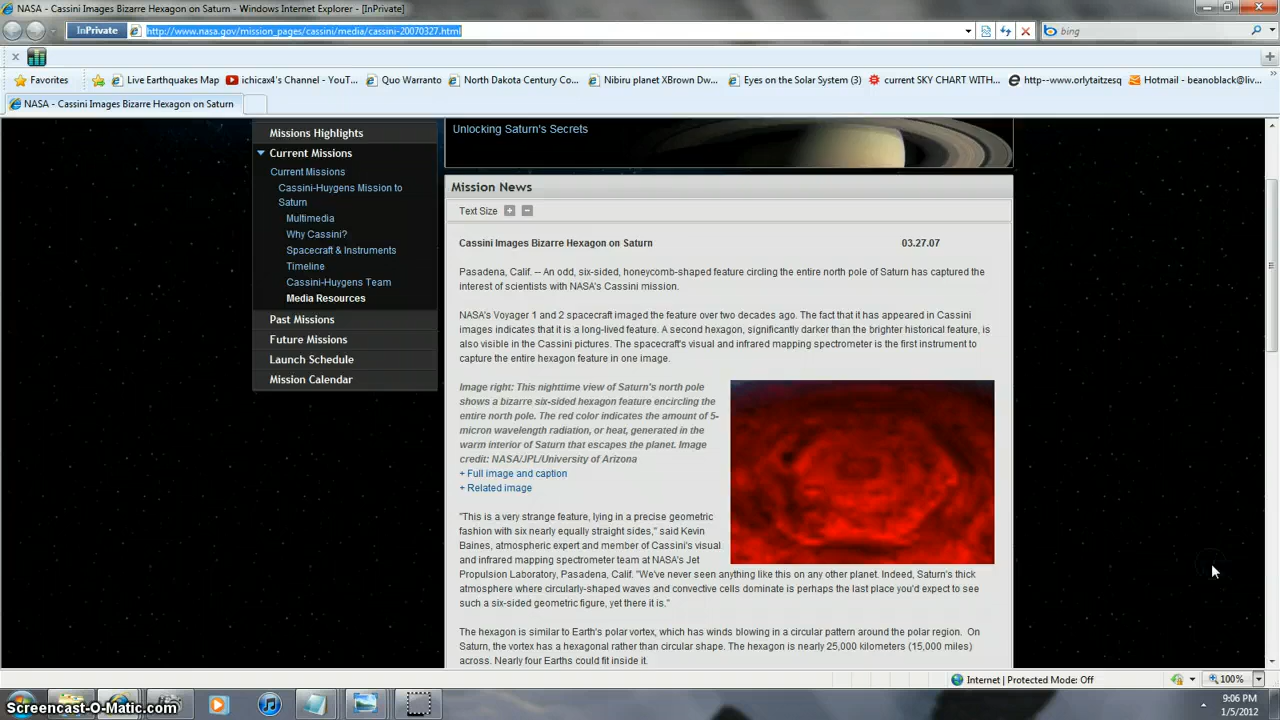 NASA - Cassini Images Bizarre Hexagon on Saturn - Windows Internet Explorer - [InPrivate]
InPrivate
http://www.nasa.gov/mission_pages/cassini/media/cassini-20070327.html
bing
Favorites
Live Earthquakes Map
ichicax4's Channel - YouT...
Quo Warranto
North Dakota Century Co...
Nibiru planet XBrown Dw...
Eyes on the Solar System (3)
current SKY CHART WITH...
http--www.orlytaitzesq
Hotmail - beanoblack@liv...
NASA - Cassini Images Bizarre Hexagon on Saturn
Missions Highlights
Current Missions
Current Missions
Cassini-Huygens Mission to
Saturn
Multimedia
Why Cassini?
Spacecraft & Instruments
Timeline
Cassini-Huygens Team
Media Resources
Past Missions
Future Missions
Launch Schedule
Mission Calendar
Unlocking Saturn's Secrets
Mission News
Text Size + -
Cassini Images Bizarre Hexagon on Saturn 03.27.07
Pasadena, Calif. -- An odd, six-sided, honeycomb-shaped feature circling the entire north pole of Saturn has captured the
interest of scientists with NASA's Cassini mission.
NASA's Voyager 1 and 2 spacecraft imaged the feature over two decades ago. The fact that it has appeared in Cassini
images indicates that it is a long-lived feature. A second hexagon, significantly darker than the brighter historical feature, is
also visible in the Cassini pictures. The spacecraft's visual and infrared mapping spectrometer is the first instrument to
capture the entire hexagon feature in one image.
Image right: This nighttime view of Saturn's north pole
shows a bizarre six-sided hexagon feature encircling the
entire north pole. The red color indicates the amount of 5-
micron wavelength radiation, or heat, generated in the
warm interior of Saturn that escapes the planet. Image
credit: NASA/JPL/University of Arizona
+ Full image and caption
+ Related image
"This is a very strange feature, lying in a precise geometric
fashion with six nearly equally straight sides," said Kevin
Baines, atmospheric expert and member of Cassini's visual
and infrared mapping spectrometer team at NASA's Jet
Propulsion Laboratory, Pasadena, Calif. "We've never seen anything like this on any other planet. Indeed, Saturn's thick
atmosphere where circularly-shaped waves and convective cells dominate is perhaps the last place you'd expect to see
such a six-sided geometric figure, yet there it is."
The hexagon is similar to Earth's polar vortex, which has winds blowing in a circular pattern around the polar region. On
Saturn, the vortex has a hexagonal rather than circular shape. The hexagon is nearly 25,000 kilometers (15,000 miles)
across. Nearly four Earths could fit inside it.
Internet | Protected Mode: Off
100%
Screencast-O-Matic.com
9:06 PM
1/5/2012